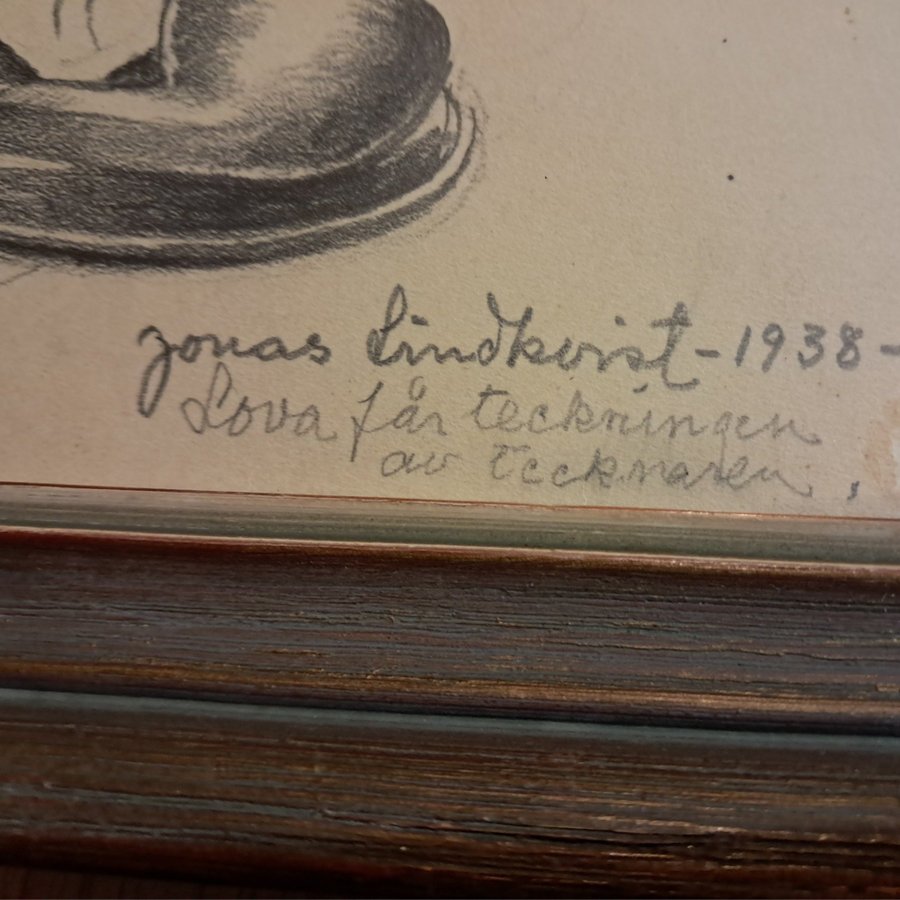 Jonas Lindkvist - 1938 -
Lova får teckningen
av tecknaren.